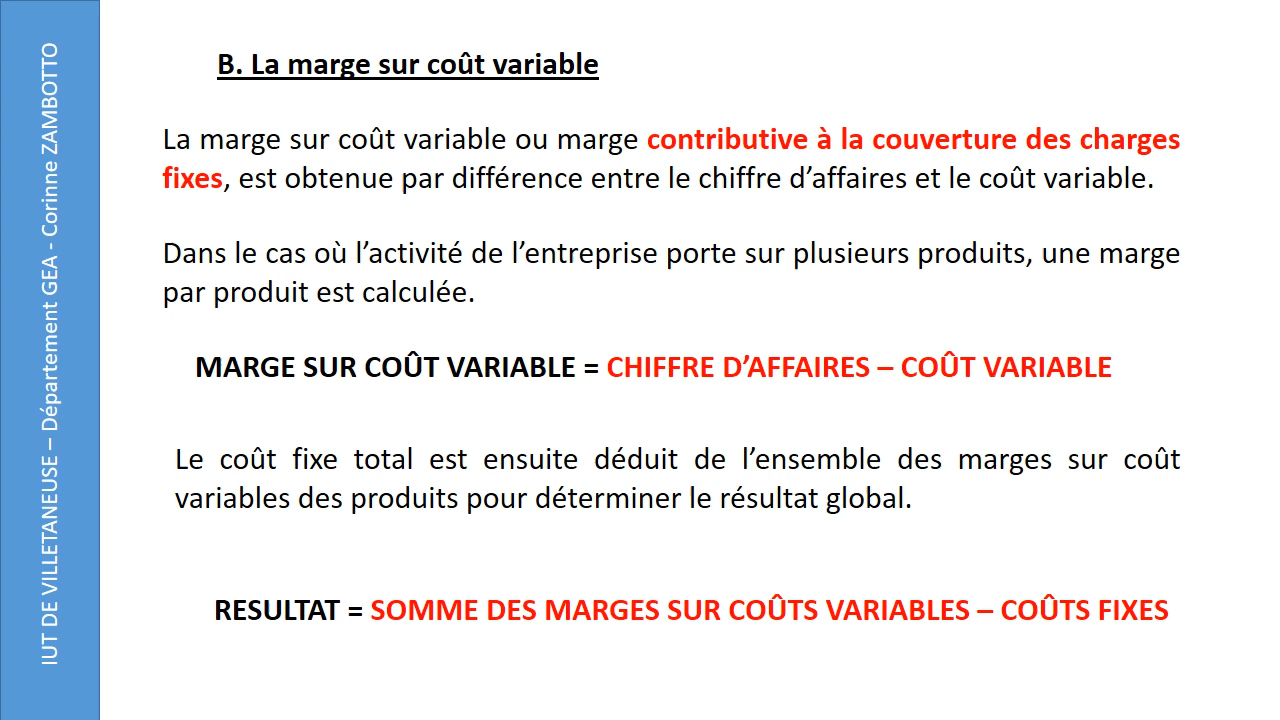 IUT DE VILLETANEUSE – Département GEA - Corinne ZAMBOTTO
B. La marge sur coût variable
La marge sur coût variable ou marge contributive à la couverture des charges
fixes, est obtenue par différence entre le chiffre d’affaires et le coût variable.
Dans le cas où l’activité de l’entreprise porte sur plusieurs produits, une marge
par produit est calculée.
MARGE SUR COÛT VARIABLE = CHIFFRE D’AFFAIRES – COÛT VARIABLE
Le coût fixe total est ensuite déduit de l’ensemble des marges sur coût
variables des produits pour déterminer le résultat global.
RESULTAT = SOMME DES MARGES SUR COÛTS VARIABLES – COÛTS FIXES